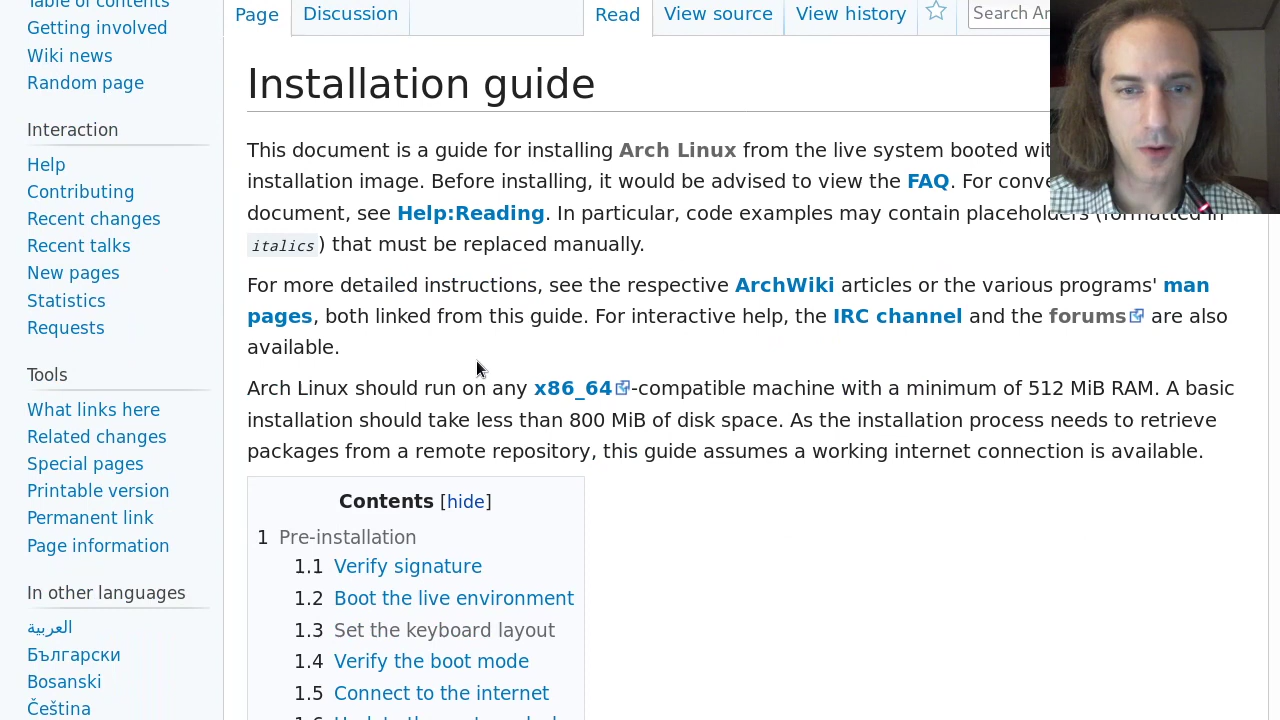 Table of contents
Getting involved
Wiki news
Random page
Interaction
Help
Contributing
Recent changes
Recent talks
New pages
Statistics
Requests
Tools
What links here
Related changes
Special pages
Printable version
Permanent link
Page information
In other languages
العربية
Български
Bosanski
Čeština
Page
Discussion
Read
View source
View history
Search
Installation guide
This document is a guide for installing Arch Linux from the live system booted
installation image. Before installing, it would be advised to view the FAQ. For
document, see Help:Reading. In particular, code examples may contain placeholders (formatted in
italics) that must be replaced manually.
For more detailed instructions, see the respective ArchWiki articles or the various programs' man
pages, both linked from this guide. For interactive help, the IRC channel and the forums are also
available.
Arch Linux should run on any x86_64-compatible machine with a minimum of 512 MiB RAM. A basic
installation should take less than 800 MiB of disk space. As the installation process needs to retrieve
packages from a remote repository, this guide assumes a working internet connection is available.
Contents [hide]
1 Pre-installation
1.1 Verify signature
1.2 Boot the live environment
1.3 Set the keyboard layout
1.4 Verify the boot mode
1.5 Connect to the internet